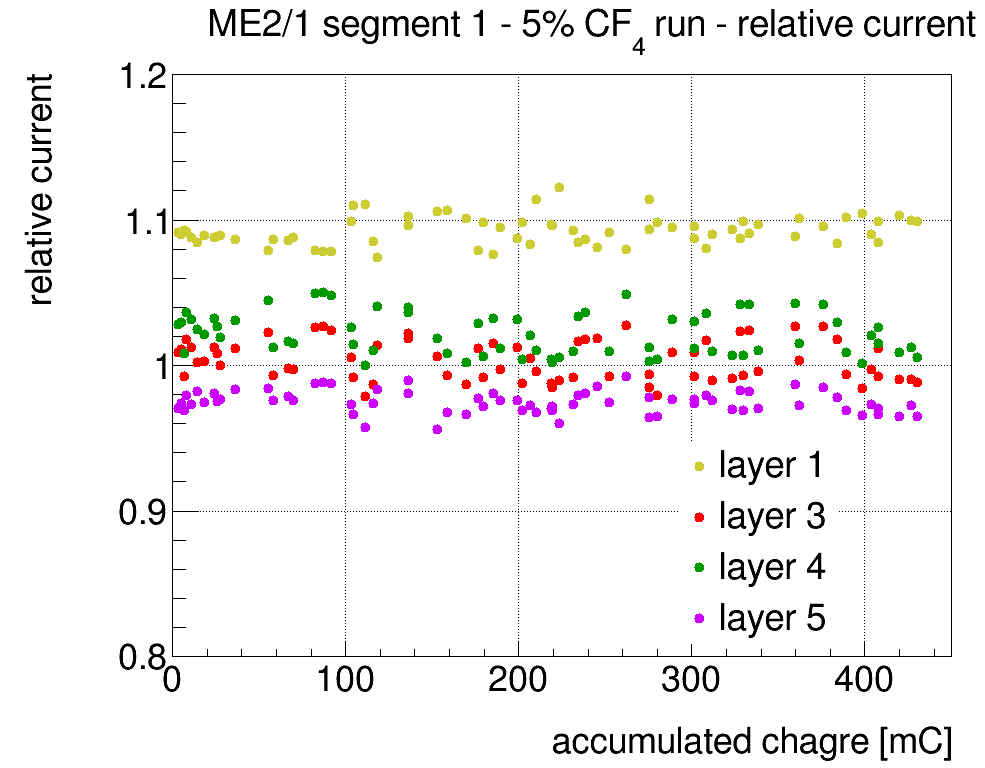 ME2/1 segment 1 - 5% CF4 run - relative current
relative current
1.2
1.1
1
0.9
0.8
layer 1
layer 3
layer 4
layer 5
0 100 200 300 400
accumulated chagre [mC]